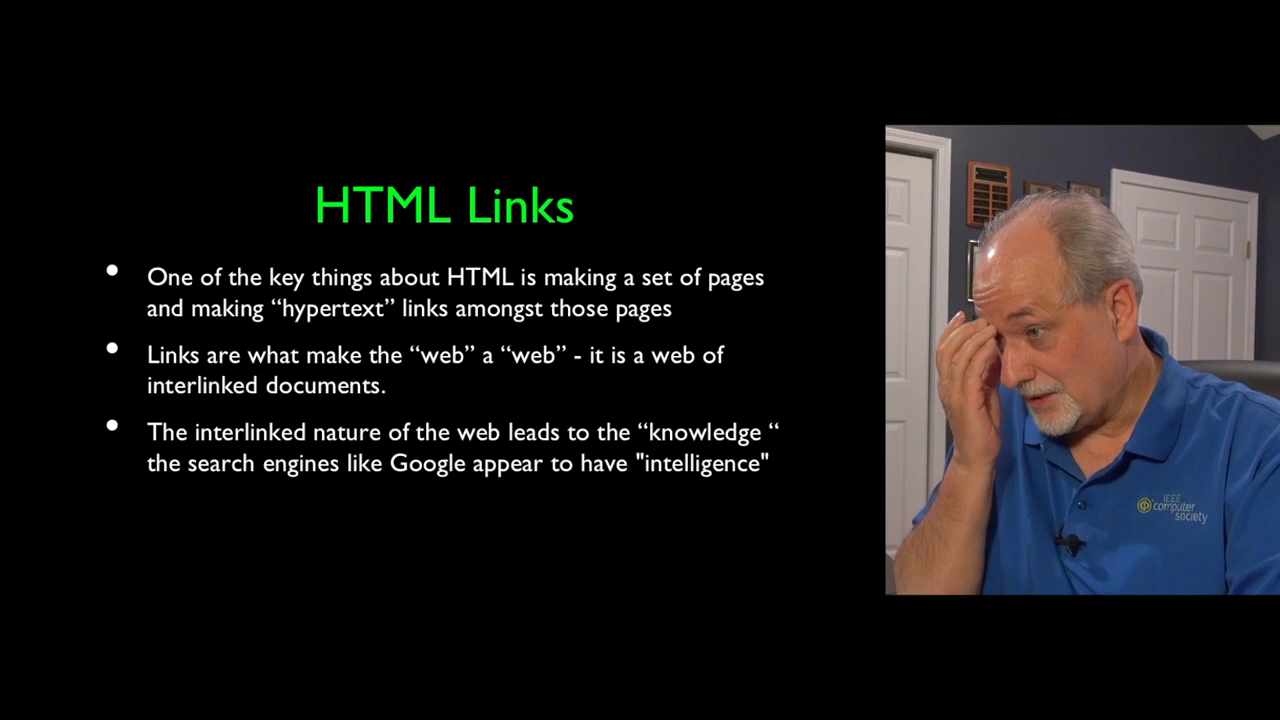 HTML Links
• One of the key things about HTML is making a set of pages
and making “hypertext” links amongst those pages
• Links are what make the “web” a “web” - it is a web of
interlinked documents.
• The interlinked nature of the web leads to the “knowledge “
the search engines like Google appear to have "intelligence"
IEEE
computer
society